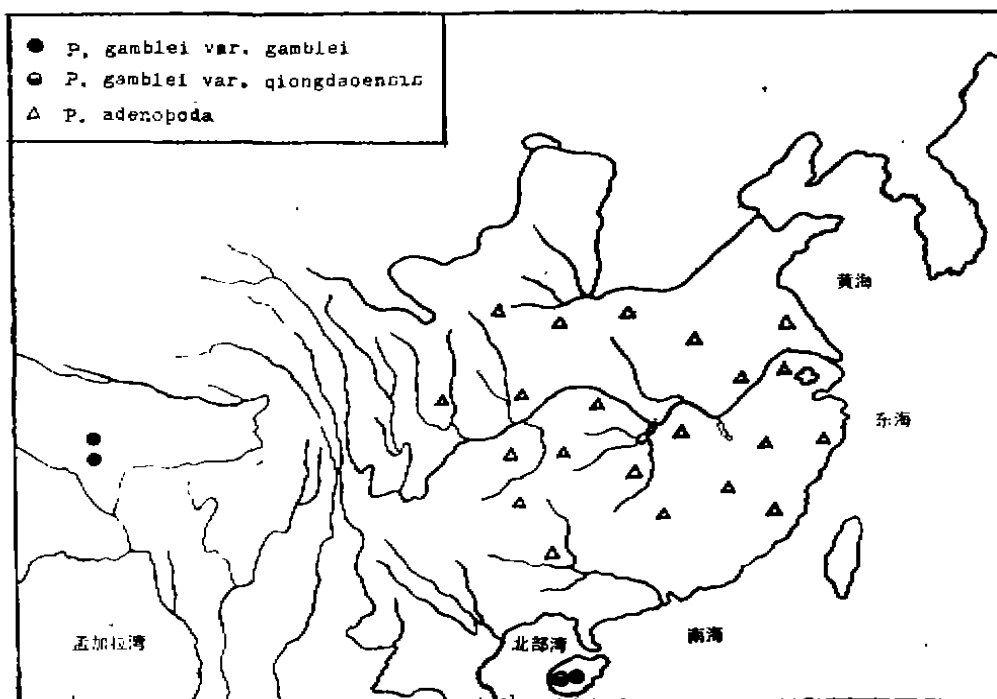 P. gamblei var. gamblei
P. gamblei var. qiongdaoensis
P. adenopoda
黄海
东海
孟加拉湾
北部湾
南海